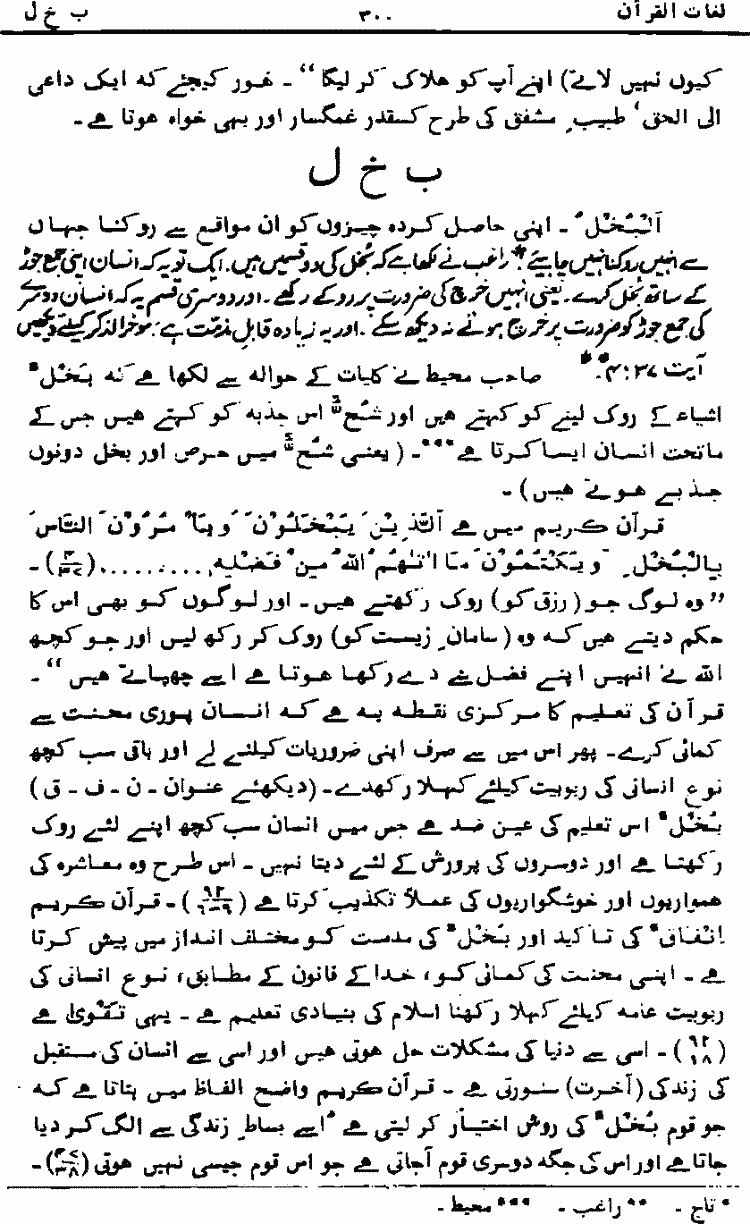 لغات القرآن ۳۰۰ ب خ ل
کیوں نہیں لاتے) اپنے آپ کو ہلاک کر لیگا“ - غور کیجئے کہ ایک داعی
الی الحق، طبیبِ مشفق کی طرح کسقدر غمگسار اور بہی خواہ ہوتا ہے -
ب خ ل
اَلْبُخْلُ - اپنی حاصل کردہ چیزوں کو ان مواقع سے روکنا جہاں
سے انہیں روکنا نہیں چاہیئے* راغب نے لکھا ہے کہ بُخل کی دو قسمیں ہیں. ایک تو یہ کہ انسان اپنی جمع جوڑ
کے ساتھ بخل کرے. یعنی انہیں خرچ کی ضرورت پر روکے رکھے. اور دوسری قسم یہ کہ انسان دوسرے
کی جمع جوڑ کو ضرورت پر خرچ ہوتے نہ دیکھ سکے. اور یہ زیادہ قابلِ مذمّت ہے. موخرالذکر کیلئے دیکھیں
آیت ۴:۳۷.** صاحب محیط نے کلیات کے حوالہ سے لکھا ہے کہ بُخْلٌ
اشیاء کے روک لینے کو کہتے ہیں اور شُحٌّ اس جذبہ کو کہتے ہیں جس کے
ماتحت انسان ایسا کرتا ہے*** - (یعنی شُحٌّ میں حرص اور بخل دونوں
جذبے ہوتے ہیں) -
قرآن کریم میں ہے اَلَّذِيْنَ يَبْخَلُوْنَ وَيَأْمُرُوْنَ النَّاسَ
بِالْبُخْلِ وَيَكْتُمُوْنَ مَا اٰتٰهُمُ اللهُ مِنْ فَضْلِهِ.......... (۴/۳۷) -
”وہ لوگ جو (رزق کو) روک رکھتے ہیں - اور لوگوں کو بھی اس کا
حکم دیتے ہیں کہ وہ (سامانِ زیست کو) روک کر رکھ لیں اور جو کچھ
اللہ نے انہیں اپنے فضل سے دے رکھا ہوتا ہے اسے چھپاتے ہیں“ -
قرآن کی تعلیم کا مرکزی نقطہ یہ ہے کہ انسان پوری محنت سے
کمائی کرے - پھر اس میں سے صرف اپنی ضروریات کیلئے لے اور باقی سب کچھ
نوع انسانی کی ربوبیت کیلئے کھلا رکھدے - (دیکھئے عنوان - ن - ف - ق)
بُخْلٌ اس تعلیم کی عین ضد ہے جس میں انسان سب کچھ اپنے لئے روک
رکھتا ہے اور دوسروں کی پرورش کے لئے دیتا نہیں - اس طرح وہ معاشرہ کی
ہمواریوں اور خوشگواریوں کی عملاً تکذیب کرتا ہے (۹۲/۹-۸) - قرآن کریم
اِنْفَاقٌ کی تاکید اور بُخْلٌ کی مذمت کو مختلف انداز میں پیش کرتا
ہے - اپنی محنت کی کمائی کو، خدا کے قانون کے مطابق، نوع انسانی کی
ربوبیت عامہ کیلئے کھلا رکھنا اسلام کی بنیادی تعلیم ہے - یہی تقویٰ ہے
(۹۲/۱۸) - اسی سے دنیا کی مشکلات حل ہوتی ہیں اور اسی سے انسان کی مستقبل
کی زندگی (آخرت) سنورتی ہے - قرآن کریم واضح الفاظ میں بتاتا ہے کہ
جو قوم بُخْلٌ کی روش اختیار کر لیتی ہے اسے بساطِ زندگی سے الگ کر دیا
جاتا ہے اور اس کی جگہ دوسری قوم آجاتی ہے جو اس قوم جیسی نہیں ہوتی (۴۷/۳۸) -
* تاج - ** راغب - *** محیط -